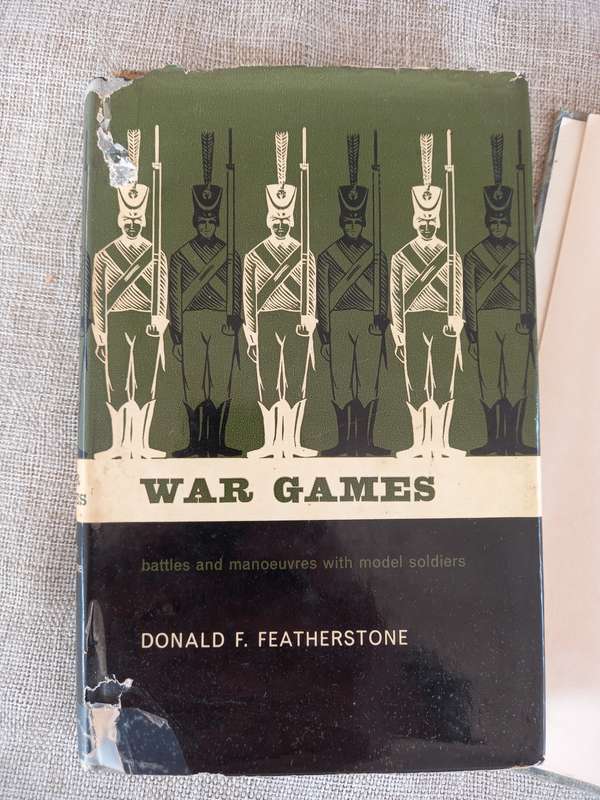 WAR GAMES
battles and manoeuvres with model soldiers
DONALD F. FEATHERSTONE